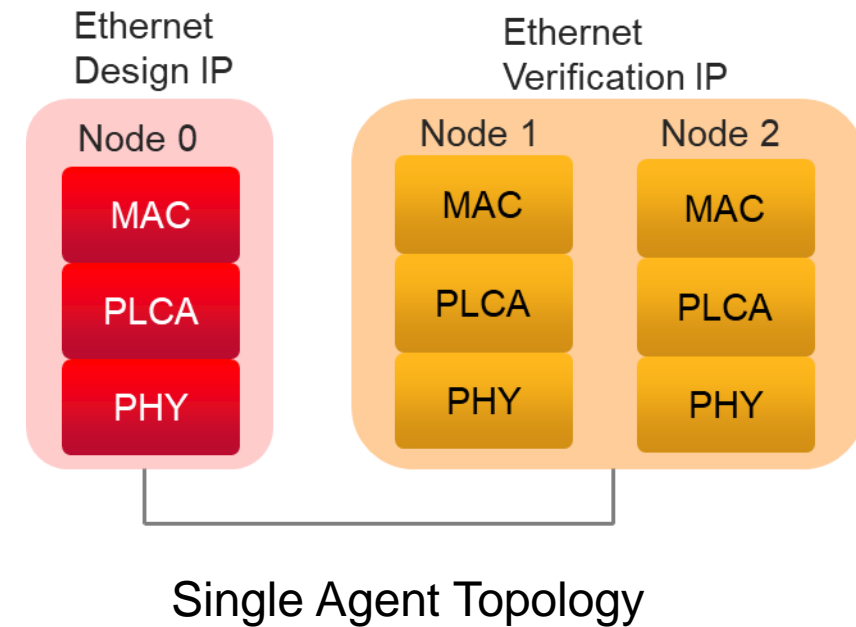 Ethernet
Design IP
Ethernet
Verification IP
Node 0
Node 1
Node 2
MAC
MAC
MAC
PLCA
PLCA
PLCA
PHY
PHY
PHY
Single Agent Topology